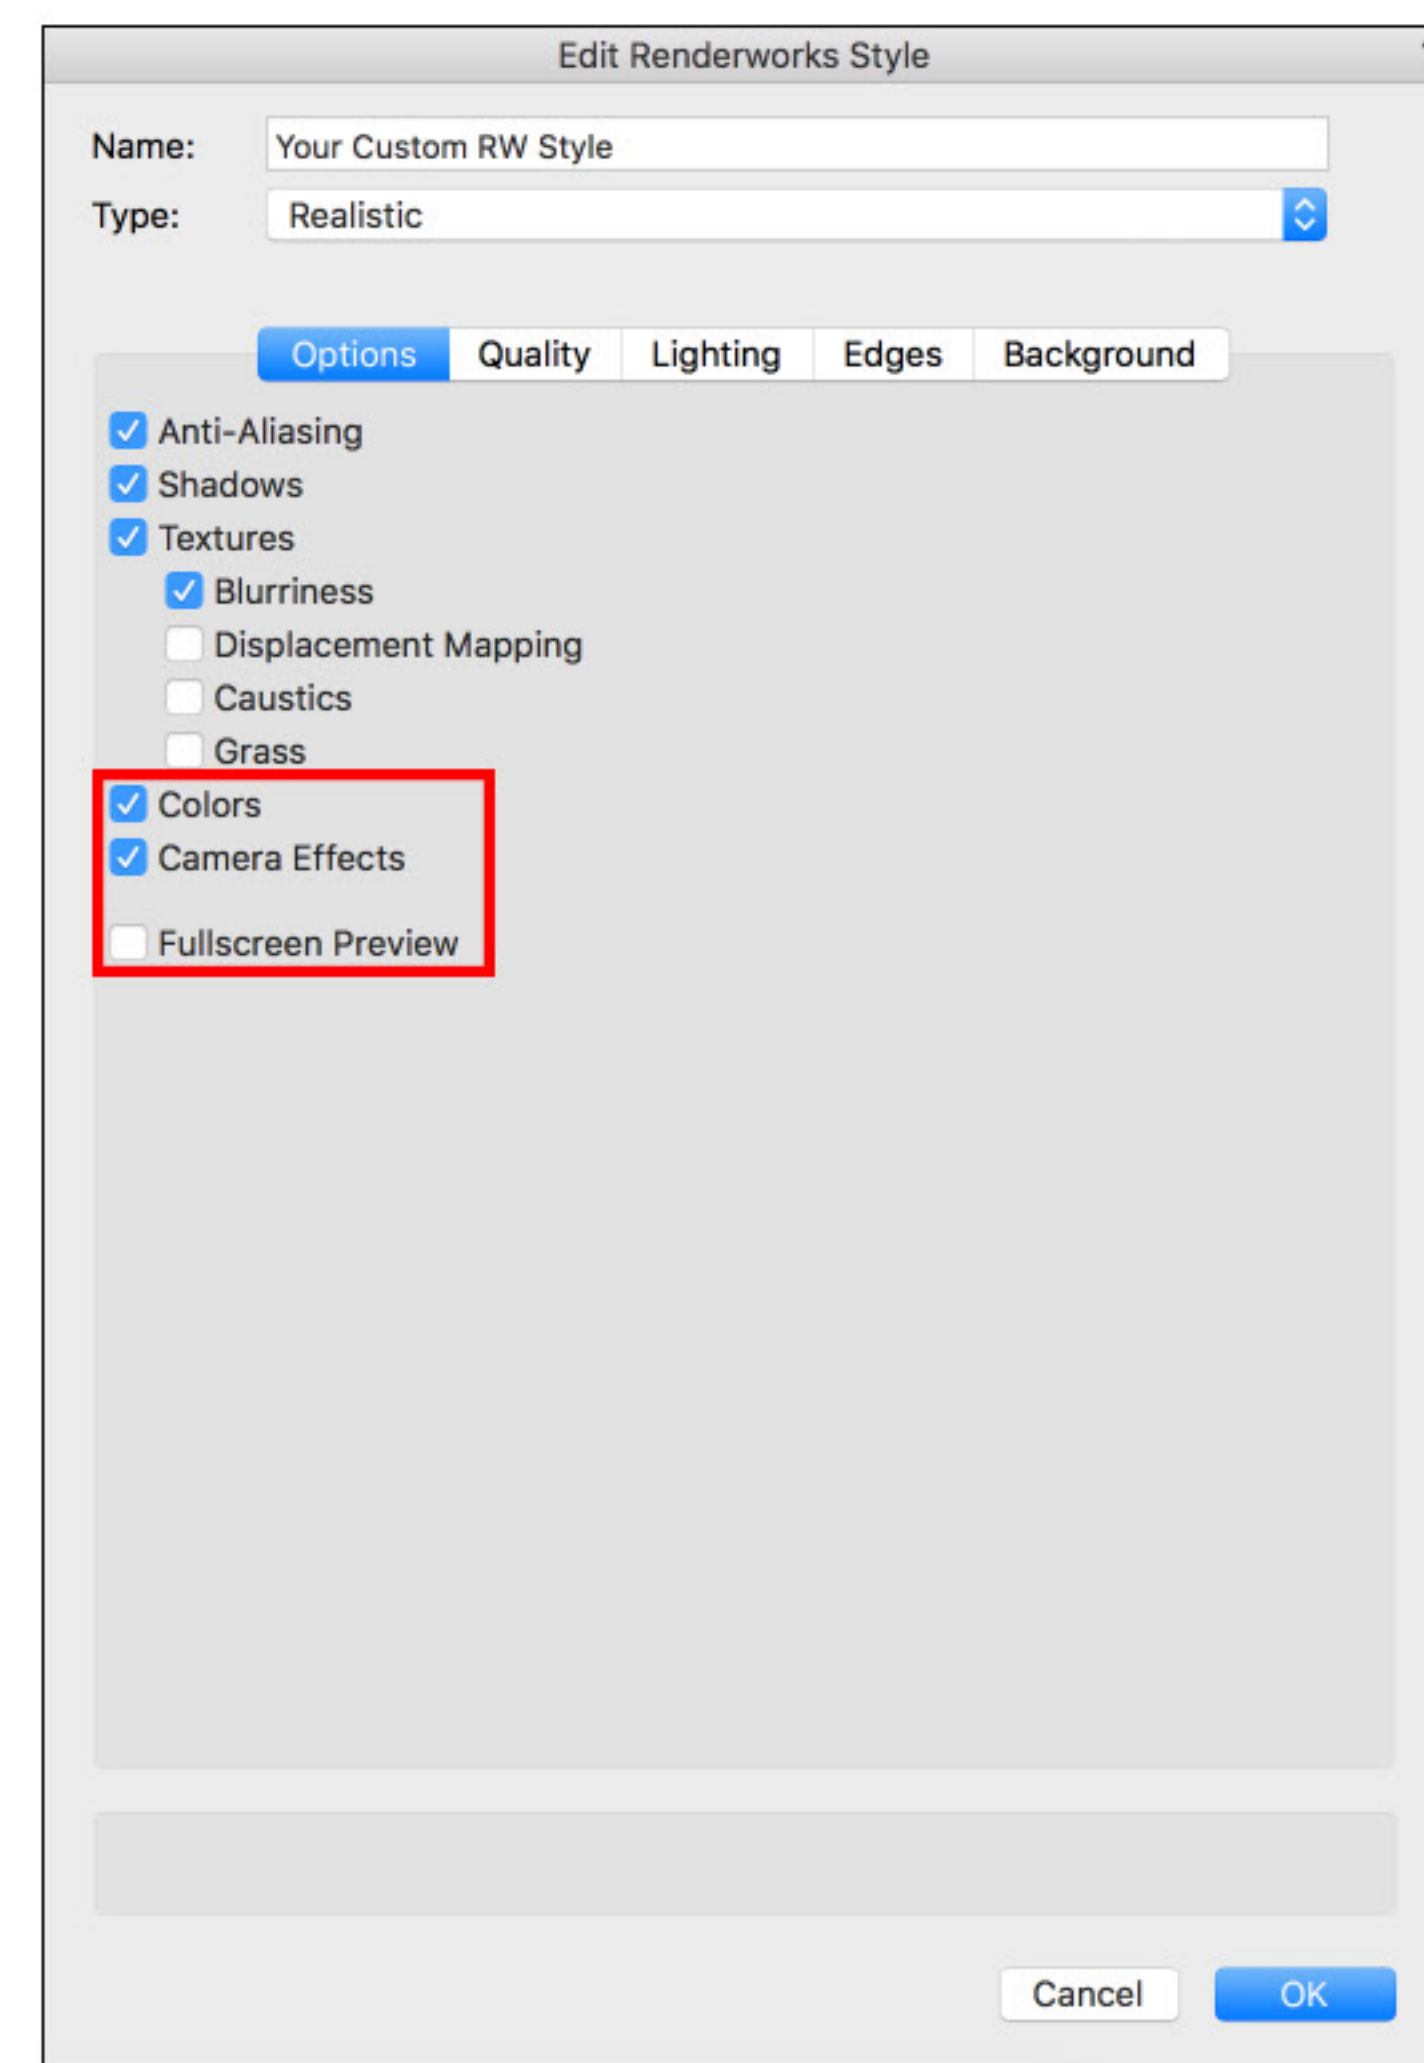 Edit Renderworks Style
Name: Your Custom RW Style
Type: Realistic
Options Quality Lighting Edges Background
Anti-Aliasing
Shadows
Textures
Blurriness
Displacement Mapping
Caustics
Grass
Colors
Camera Effects
Fullscreen Preview
Cancel OK